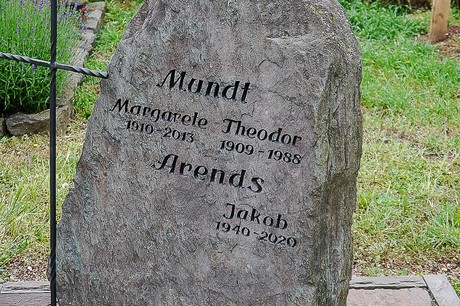 Mundt
Margarete Theodor
1910-2013 1909-1988
Arends
Jakob
1940-2020